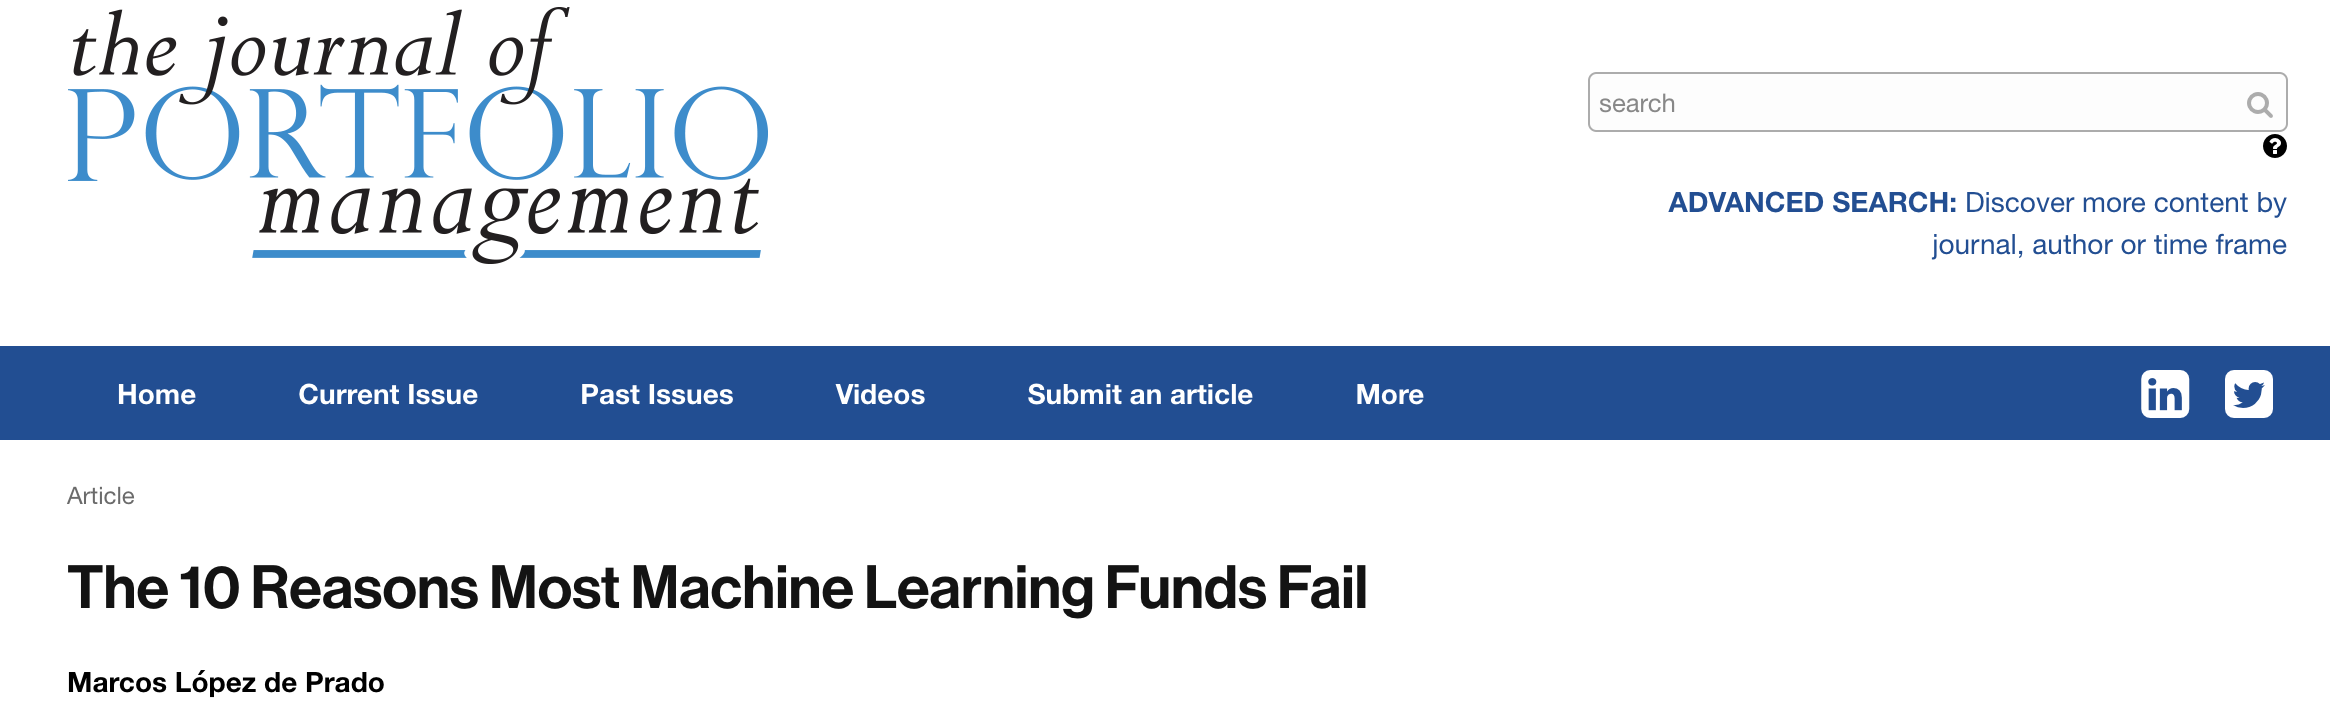 the journal of
PORTFOLIO
management
search
?
ADVANCED SEARCH: Discover more content by
journal, author or time frame
Home Current Issue Past Issues Videos Submit an article More in
Article
The 10 Reasons Most Machine Learning Funds Fail
Marcos López de Prado